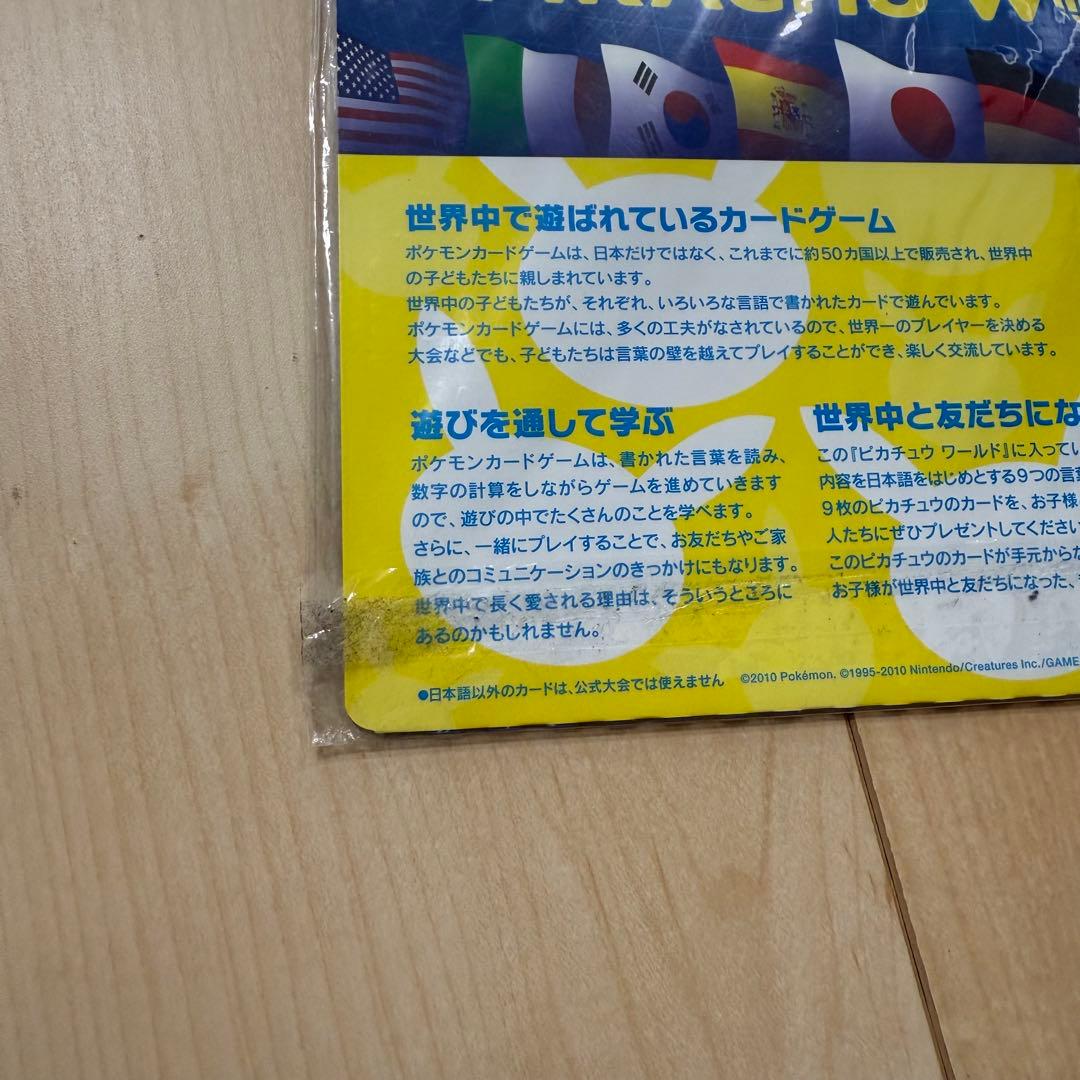 PIKACHU W
世界中で遊ばれているカードゲーム
ポケモンカードゲームは、日本だけではなく、これまでに約50カ国以上で販売され、世界中
の子どもたちに親しまれています。
世界中の子どもたちが、それぞれ、いろいろな言語で書かれたカードで遊んでいます。
ポケモンカードゲームには、多くの工夫がなされているので、世界一のプレイヤーを決める
大会などでも、子どもたちは言葉の壁を越えてプレイすることができ、楽しく交流しています。
遊びを通して学ぶ
ポケモンカードゲームは、書かれた言葉を読み、
数字の計算をしながらゲームを進めていきます
ので、遊びの中でたくさんのことを学べます。
さらに、一緒にプレイすることで、お友だちやご家
族とのコミュニケーションのきっかけにもなります。
世界中で長く愛される理由は、そういうところに
あるのかもしれません。
世界中と友だちにな
この『ピカチュウ ワールド』に入ってい
内容を日本語をはじめとする9つの言
9枚のピカチュウのカードを、お子様
人たちにぜひプレゼントしてください
このピカチュウのカードが手元からな
お子様が世界中と友だちになった、
●日本語以外のカードは、公式大会では使えません
©2010 Pokémon. ©1995-2010 Nintendo/Creatures Inc./GAME